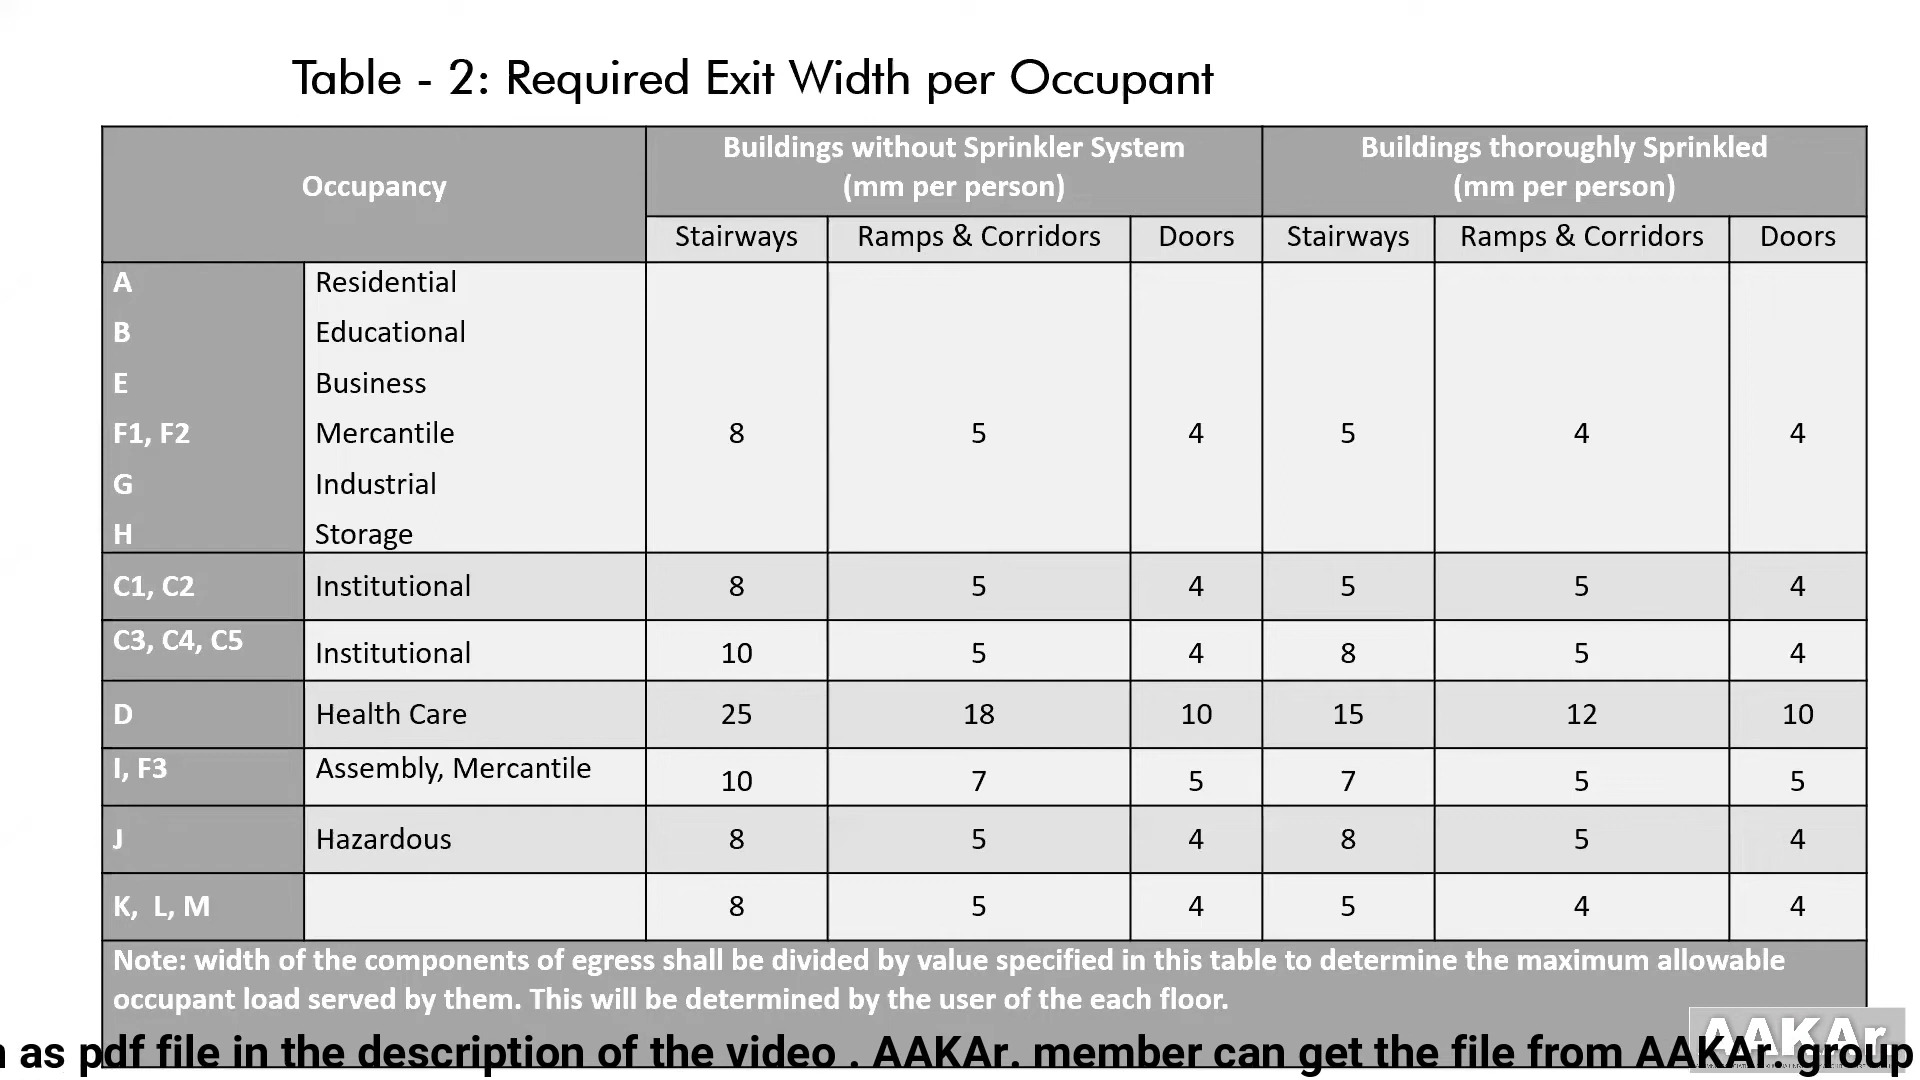 Table - 2: Required Exit Width per Occupant
Occupancy
Buildings without Sprinkler System
(mm per person)
Buildings thoroughly Sprinkled
(mm per person)
Stairways Ramps & Corridors Doors Stairways Ramps & Corridors Doors
A Residential
B Educational
E Business
F1, F2 Mercantile 8 5 4 5 4 4
G Industrial
H Storage
C1, C2 Institutional 8 5 4 5 5 4
C3, C4, C5 Institutional 10 5 4 8 5 4
D Health Care 25 18 10 15 12 10
I, F3 Assembly, Mercantile 10 7 5 7 5 5
J Hazardous 8 5 4 8 5 4
K, L, M 8 5 4 5 4 4
Note: width of the components of egress shall be divided by value specified in this table to determine the maximum allowable
occupant load served by them. This will be determined by the user of the each floor.
AAKAr
as pdf file in the description of the video . AAKAr. member can get the file from AAKAr. group